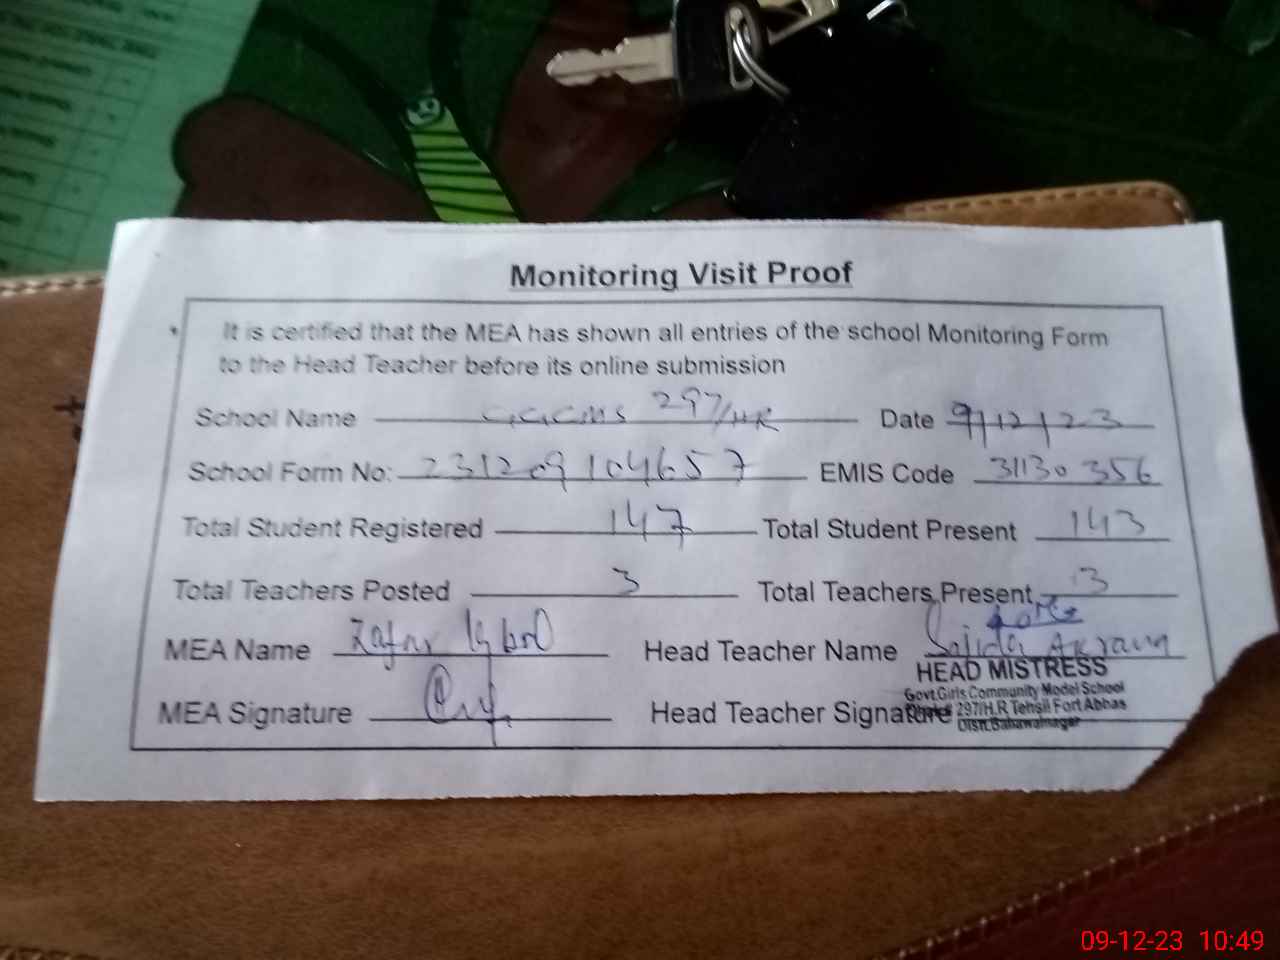 Monitoring Visit Proof
It is certified that the MEA has shown all entries of the school Monitoring Form
to the Head Teacher before its online submission
School Name GGCMS 297/HR Date 9/12/23
School Form No: 231209104657 EMIS Code 31130356
Total Student Registered 147 Total Student Present 143
Total Teachers Posted 3 Total Teachers Present 3
MEA Name Zafar Iqbal Head Teacher Name Sajida Akram
HEAD MISTRESS
Govt.Girls Community Model School
MEA Signature Head Teacher Signature 297/H.R Tehsil Fort Abbas
Distt.Bahawalnagar
09-12-23 10:49